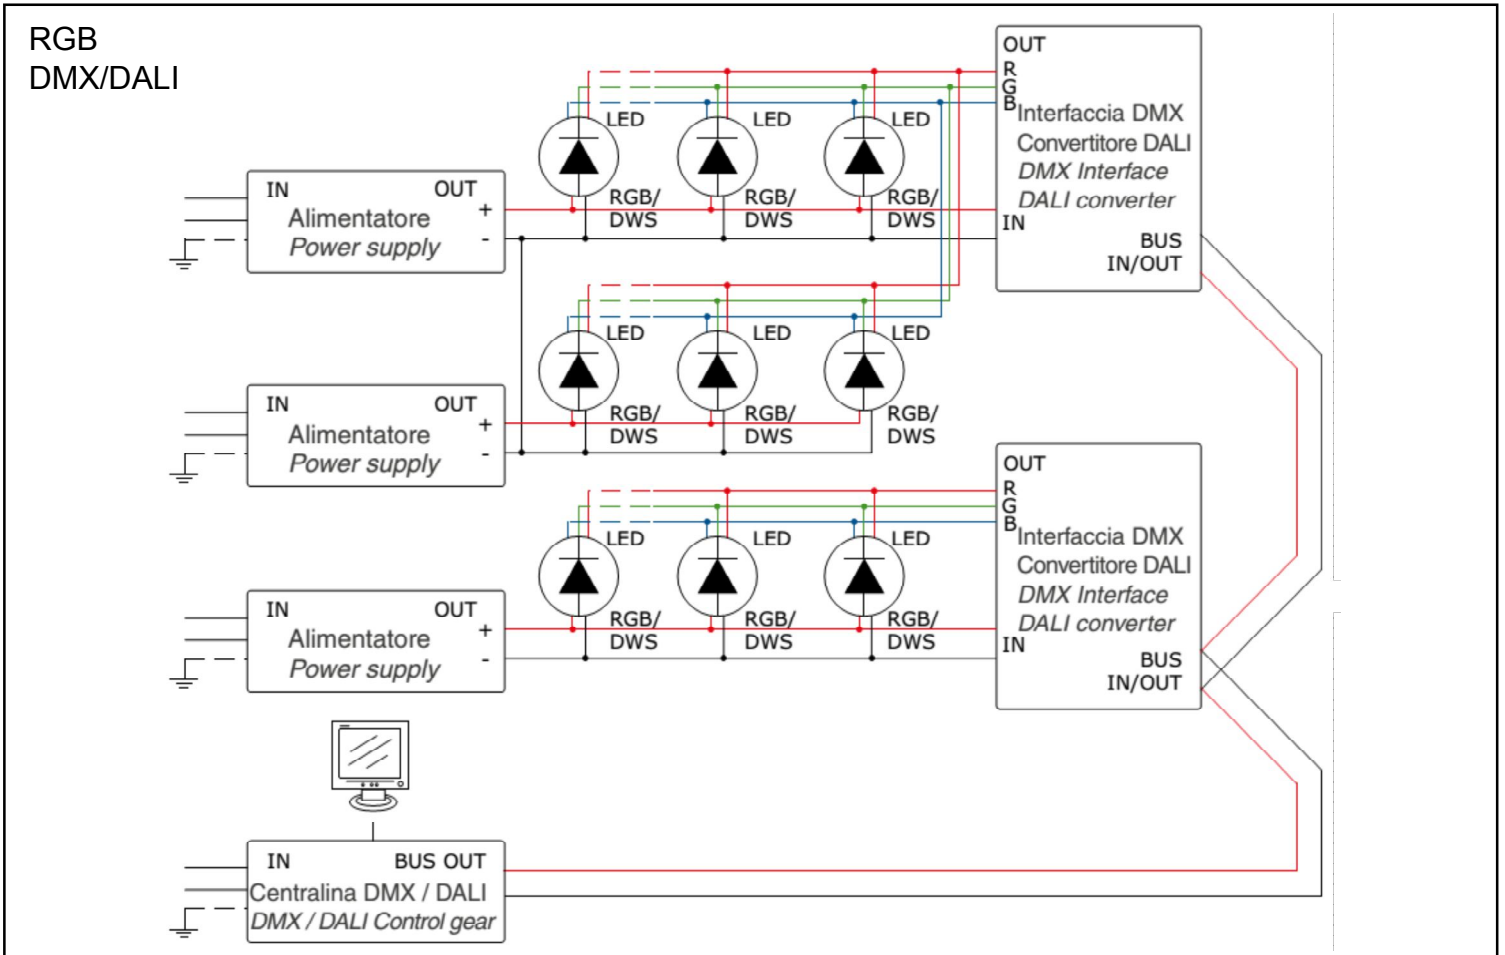 RGB
DMX/DALI
OUT
R
G
B
Interfaccia DMX
Convertitore DALI
DMX Interface
DALI converter
IN
BUS
IN/OUT
LED
LED
LED
RGB/
DWS
RGB/
DWS
RGB/
DWS
IN
OUT
Alimentatore
Power supply
+
-
LED
LED
LED
RGB/
DWS
RGB/
DWS
RGB/
DWS
IN
OUT
Alimentatore
Power supply
+
-
OUT
R
G
B
Interfaccia DMX
Convertitore DALI
DMX Interface
DALI converter
IN
BUS
IN/OUT
LED
LED
LED
RGB/
DWS
RGB/
DWS
RGB/
DWS
IN
OUT
Alimentatore
Power supply
+
-
IN
BUS OUT
Centralina DMX / DALI
DMX / DALI Control gear